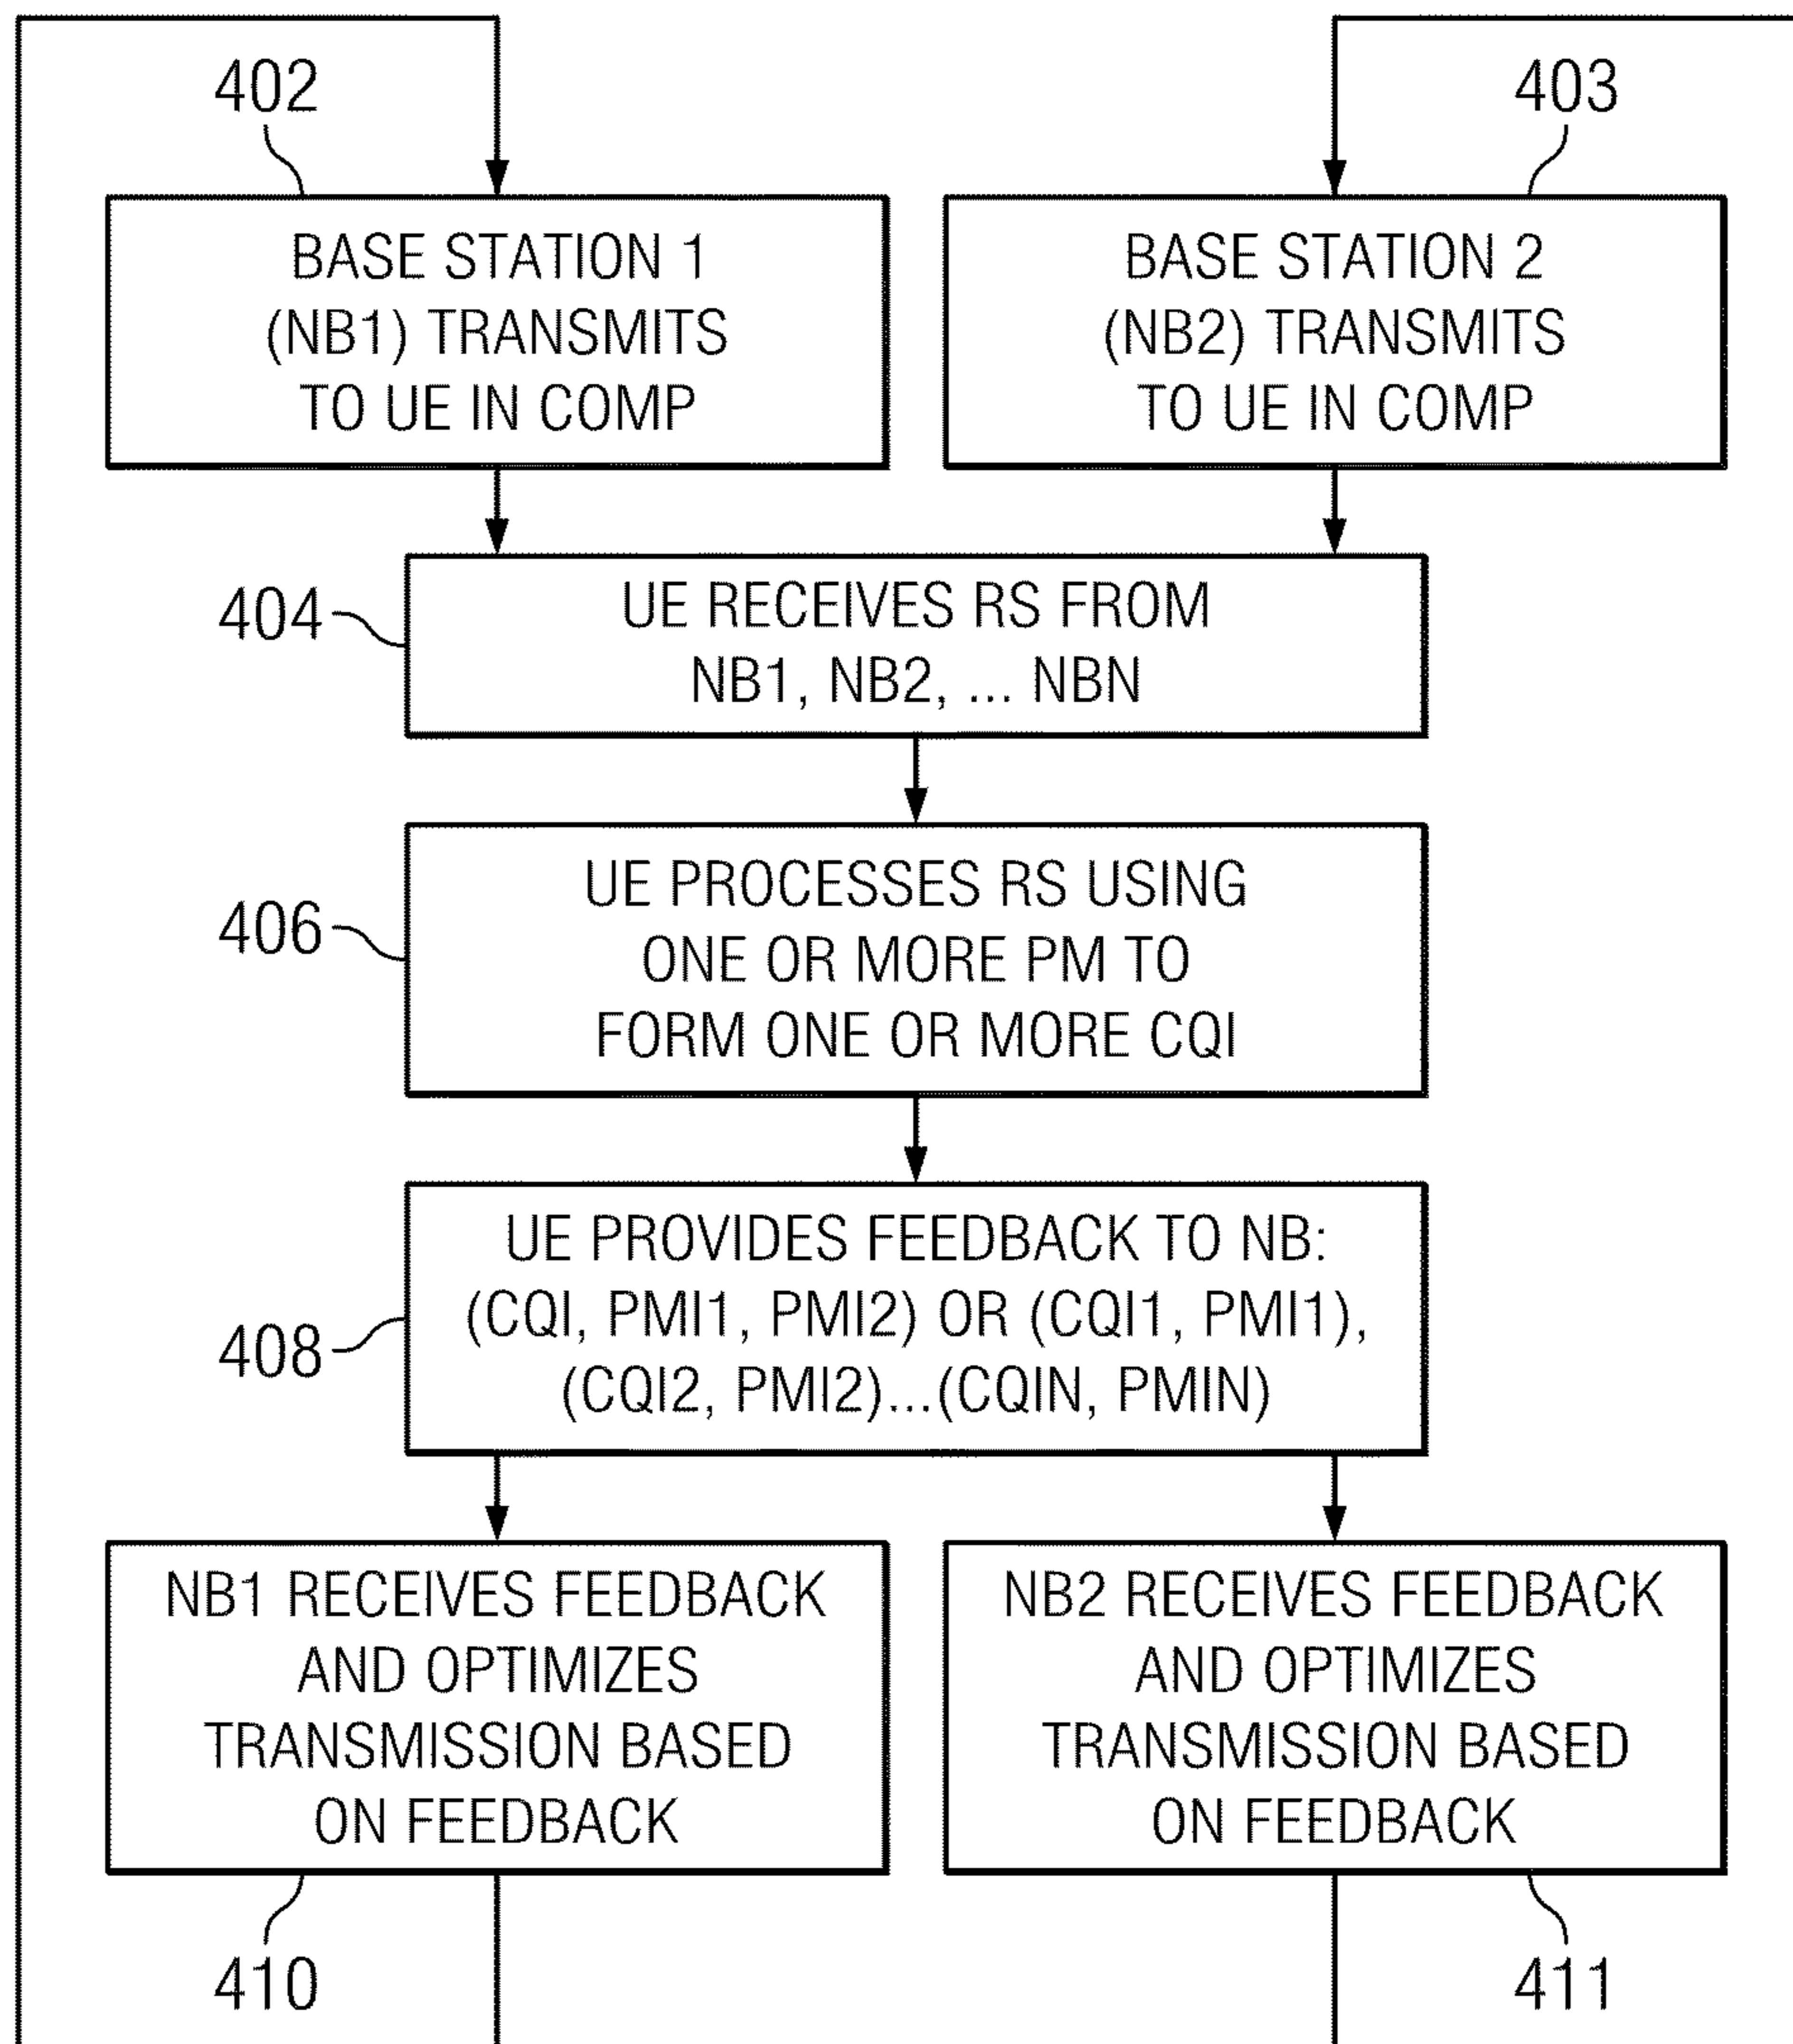 402
403
BASE STATION 1
(NB1) TRANSMITS
TO UE IN COMP
BASE STATION 2
(NB2) TRANSMITS
TO UE IN COMP
404
UE RECEIVES RS FROM
NB1, NB2, ... NBN
406
UE PROCESSES RS USING
ONE OR MORE PM TO
FORM ONE OR MORE CQI
408
UE PROVIDES FEEDBACK TO NB:
(CQI, PMI1, PMI2) OR (CQI1, PMI1),
(CQI2, PMI2)...(CQIN, PMIN)
NB1 RECEIVES FEEDBACK
AND OPTIMIZES
TRANSMISSION BASED
ON FEEDBACK
NB2 RECEIVES FEEDBACK
AND OPTIMIZES
TRANSMISSION BASED
ON FEEDBACK
410
411